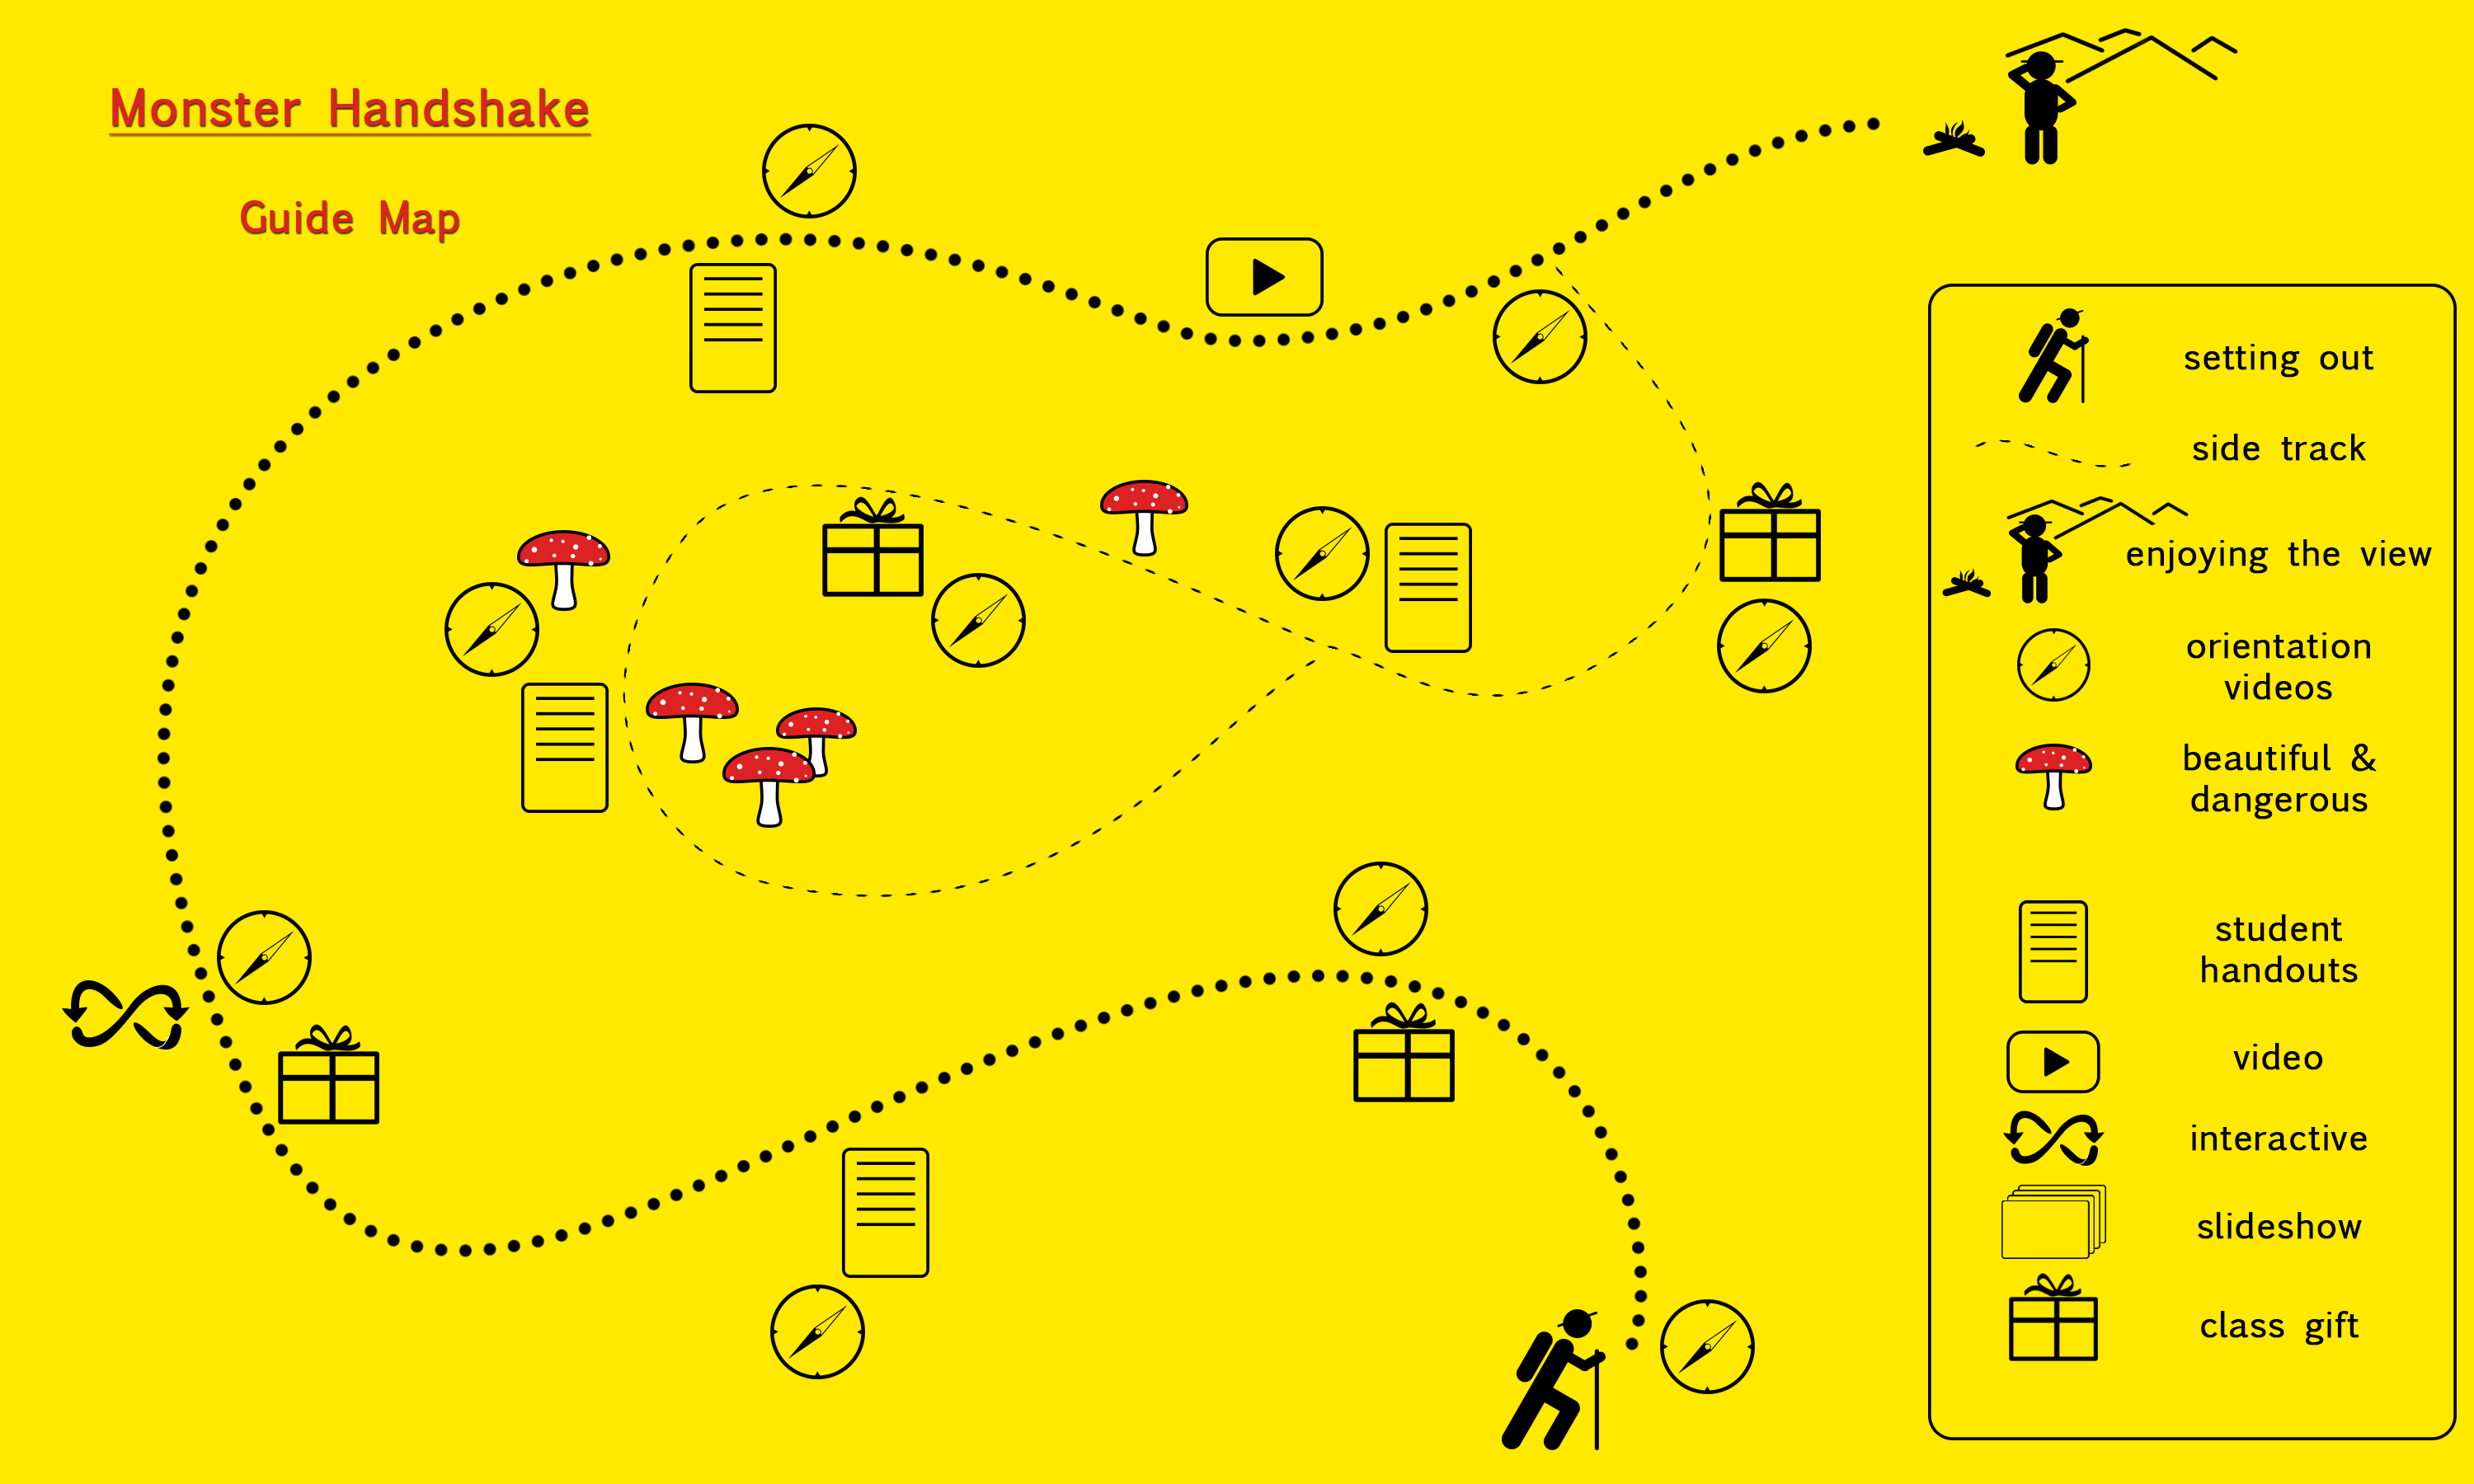 Monster Handshake
Guide Map
setting out
side track
enjoying the view
orientation
videos
beautiful &
dangerous
student
handouts
video
interactive
slideshow
class gift